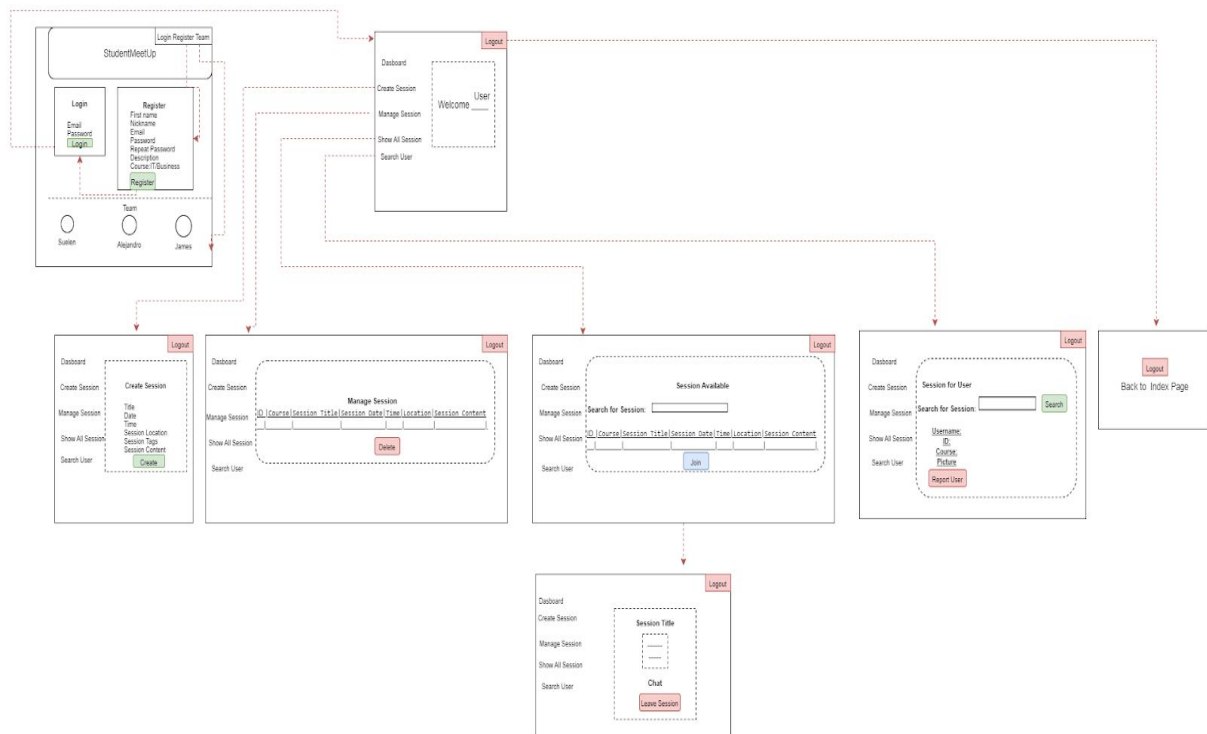 Login Register Team
StudentMeetUp
Login
Email
Password
Login
Register
First name
Nickname
Email
Password
Repeat Password
Description
Course:IT/Business
Register
Team
Suelen
Alejandro
James
Logout
Dasboard
Create Session
Manage Session
Show All Session
Search User
User
Welcome ____
Logout
Dasboard
Create Session
Manage Session
Show All Session
Search User
Create Session
Title
Date
Time
Session Location
Session Tags
Session Content
Create
Logout
Dasboard
Create Session
Manage Session
Show All Session
Search User
Manage Session
ID |Course|Session Title|Session Date|Time|Location|Session Content
Delete
Logout
Dasboard
Create Session
Manage Session
Show All Session
Search User
Session Available
Search for Session:
ID |Course|Session Title|Session Date|Time|Location|Session Content
Join
Logout
Dasboard
Create Session
Manage Session
Show All Session
Search User
Session for User
Search for Session:
Search
Username:
ID:
Course:
Picture
Report User
Logout
Back to Index Page
Logout
Dasboard
Create Session
Manage Session
Show All Session
Search User
Session Title
Chat
Leave Session